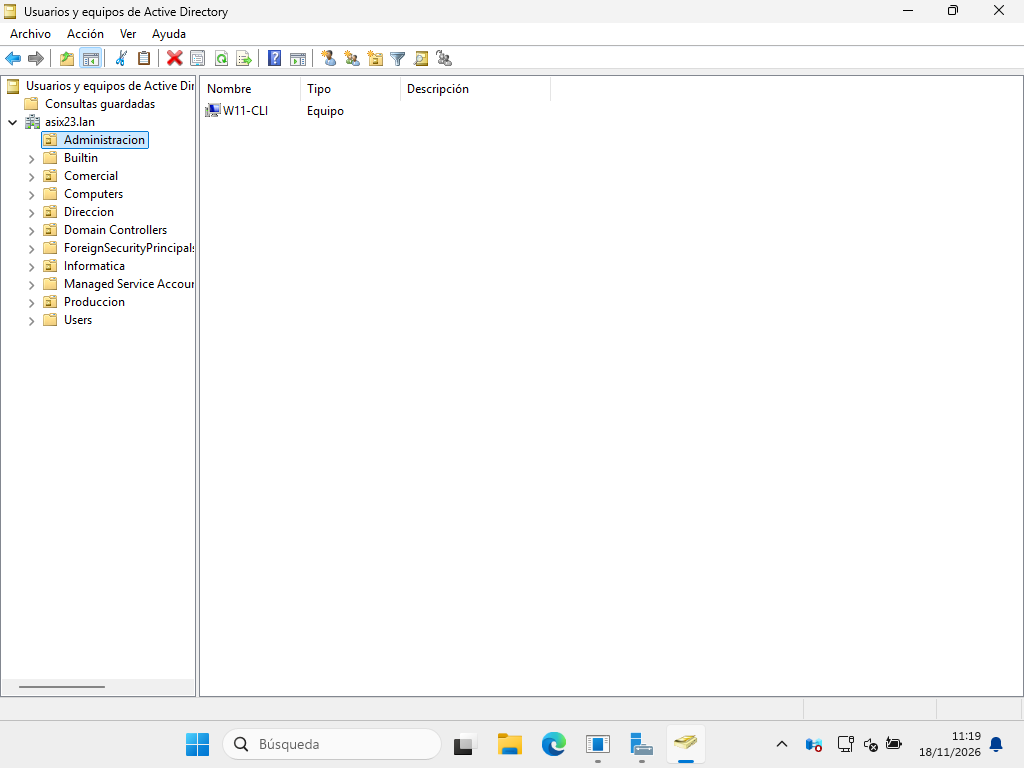 Usuarios y equipos de Active Directory
Archivo Acción Ver Ayuda
Usuarios y equipos de Active Dir
Consultas guardadas
asix23.lan
Administracion
Builtin
Comercial
Computers
Direccion
Domain Controllers
ForeignSecurityPrincipals
Informatica
Managed Service Accour
Produccion
Users
Nombre Tipo Descripción
W11-CLI Equipo
Búsqueda
11:19
18/11/2026